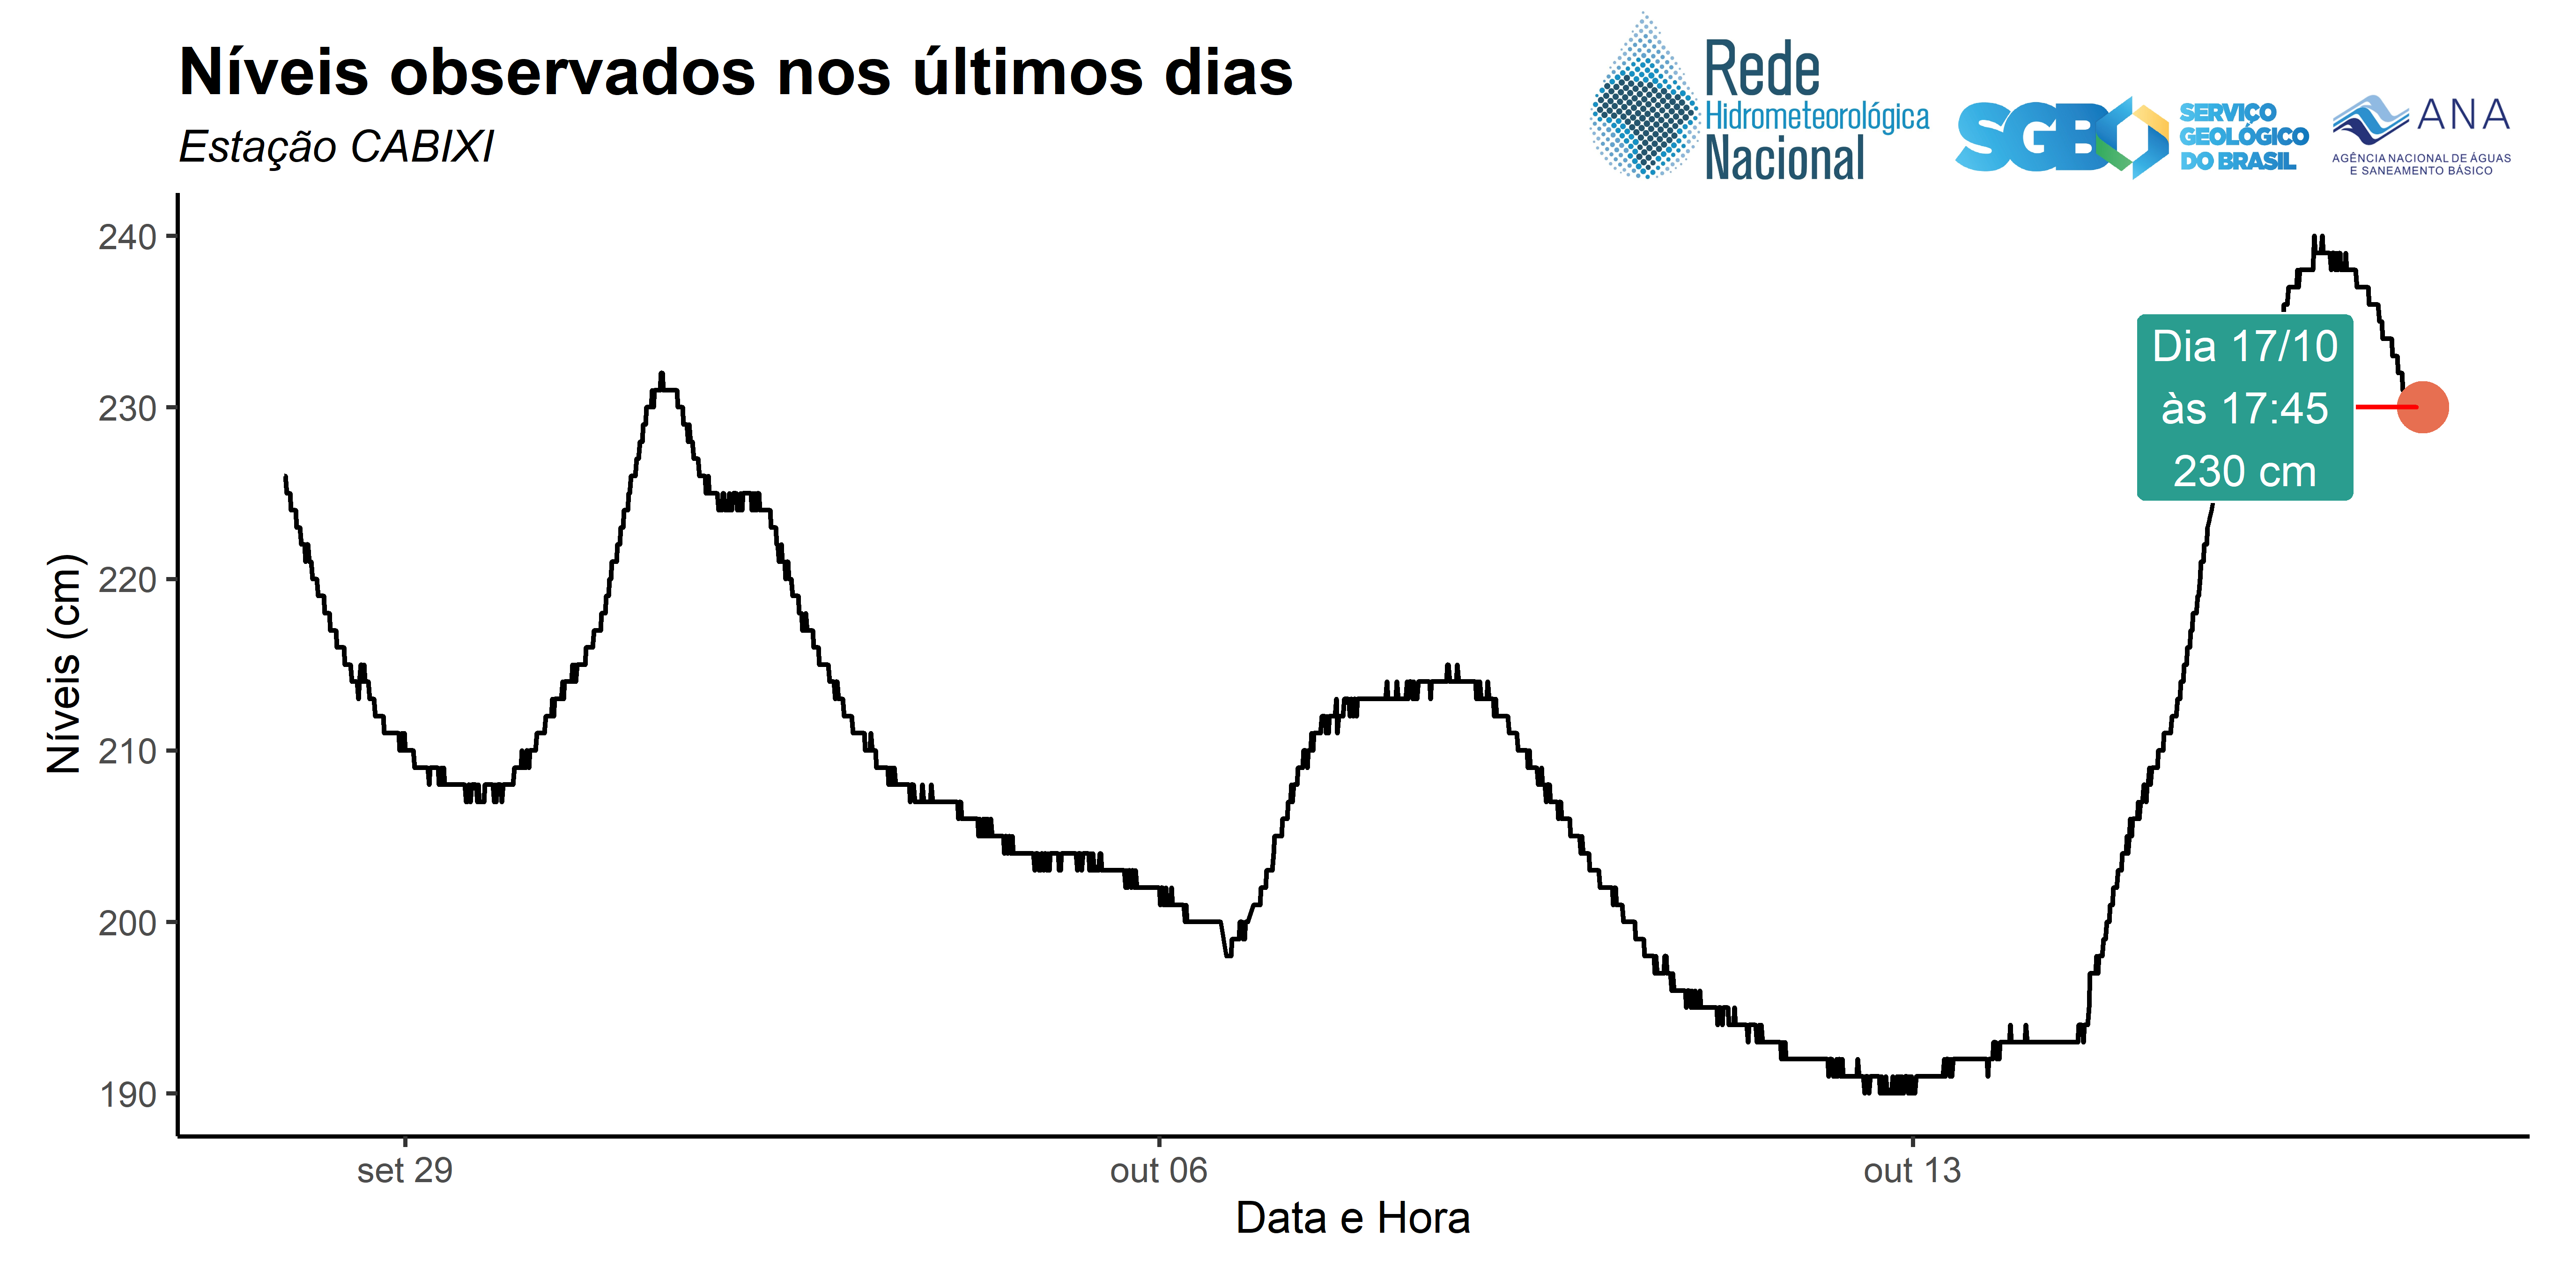 Níveis observados nos últimos dias
Estação CABIXI
Rede
Hidrometeorológica
Nacional
SGB
SERVIÇO
GEOLÓGICO
DO BRASIL
ANA
AGÊNCIA NACIONAL DE ÁGUAS
E SANEAMENTO BÁSICO
Níveis (cm)
240
230
220
210
200
190
Dia 17/10
às 17:45
230 cm
set 29
out 06
out 13
Data e Hora